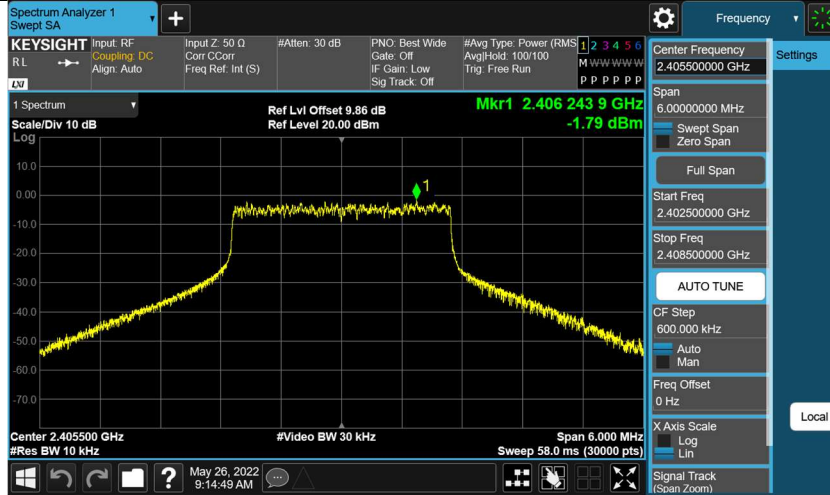 Spectrum Analyzer 1
Swept SA
+
Frequency
KEYSIGHT
RL
LXI
Input: RF
Coupling: DC
Align: Auto
Input Z: 50 Ω
Corr CCorr
Freq Ref: Int (S)
#Atten: 30 dB
PNO: Best Wide
Gate: Off
IF Gain: Low
Sig Track: Off
#Avg Type: Power (RMS
Avg|Hold: 100/100
Trig: Free Run
1 2 3 4 5 6
M W W W W W
P P P P P P
1 Spectrum
Scale/Div 10 dB
Log
Ref Lvl Offset 9.86 dB
Ref Level 20.00 dBm
Mkr1 2.406 243 9 GHz
-1.79 dBm
1
10.0
0.00
-10.0
-20.0
-30.0
-40.0
-50.0
-60.0
-70.0
Center 2.405500 GHz
#Res BW 10 kHz
#Video BW 30 kHz
Span 6.000 MHz
Sweep 58.0 ms (30000 pts)
?
May 26, 2022
9:14:49 AM
Center Frequency
2.405500000 GHz
Span
6.00000000 MHz
Swept Span
Zero Span
Full Span
Start Freq
2.402500000 GHz
Stop Freq
2.408500000 GHz
AUTO TUNE
CF Step
600.000 kHz
Auto
Man
Freq Offset
0 Hz
X Axis Scale
Log
Lin
Signal Track
(Span Zoom)
Settings
Local